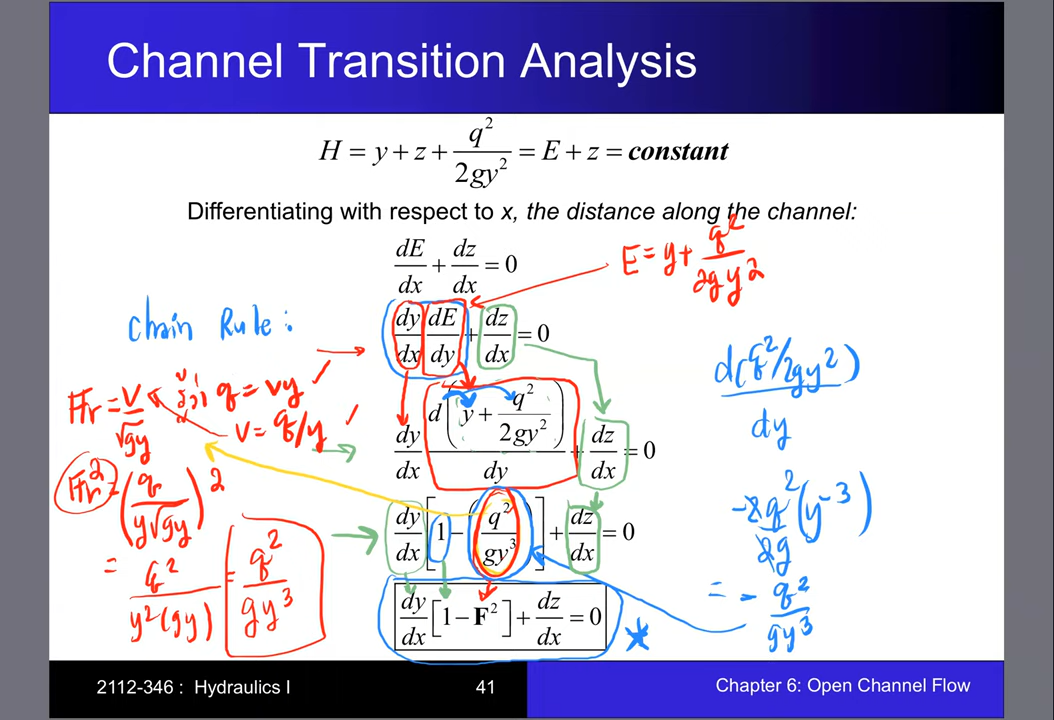 Channel Transition Analysis
H = y + z + q²/2gy² = E + z = constant
Differentiating with respect to x, the distance along the channel:
dE/dx + dz/dx = 0
E = y + q²/2gy²
Chain Rule:
dy/dx dE/dy + dz/dx = 0
Fr = V/√gy ; q = vy
V = q/y
d(q²/2gy²)/dy
dy/dx d(y + q²/2gy²)/dy + dz/dx = 0
Fr² = (q/y√gy)²
-2q²/2g (y⁻³)
dy/dx [1 − (q²/gy³)] + dz/dx = 0
= q²/y²(gy) = q²/gy³
= - q²/gy³
dy/dx [1 − F²] + dz/dx = 0
2112-346 : Hydraulics I
41
Chapter 6: Open Channel Flow